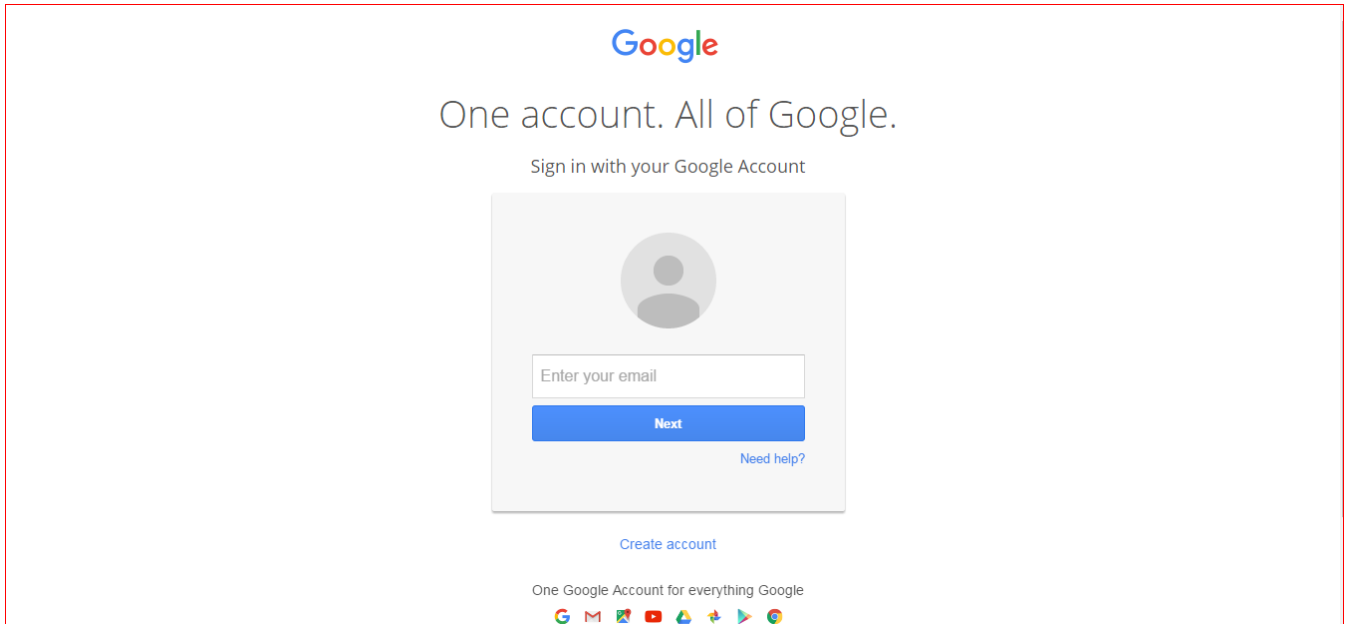 Google
One account. All of Google.
Sign in with your Google Account
Enter your email
Next
Need help?
Create account
One Google Account for everything Google